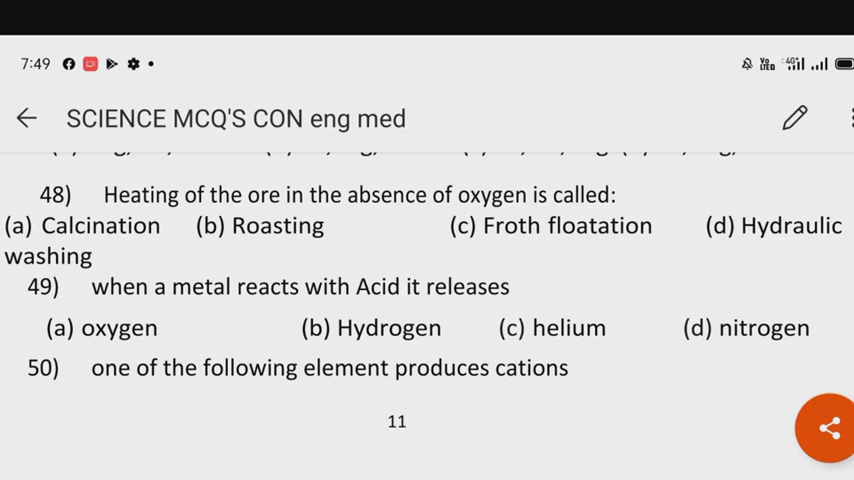 7:49
SCIENCE MCQ'S CON eng med
48) Heating of the ore in the absence of oxygen is called:
(a) Calcination (b) Roasting (c) Froth floatation (d) Hydraulic
washing
49) when a metal reacts with Acid it releases
(a) oxygen (b) Hydrogen (c) helium (d) nitrogen
50) one of the following element produces cations
11